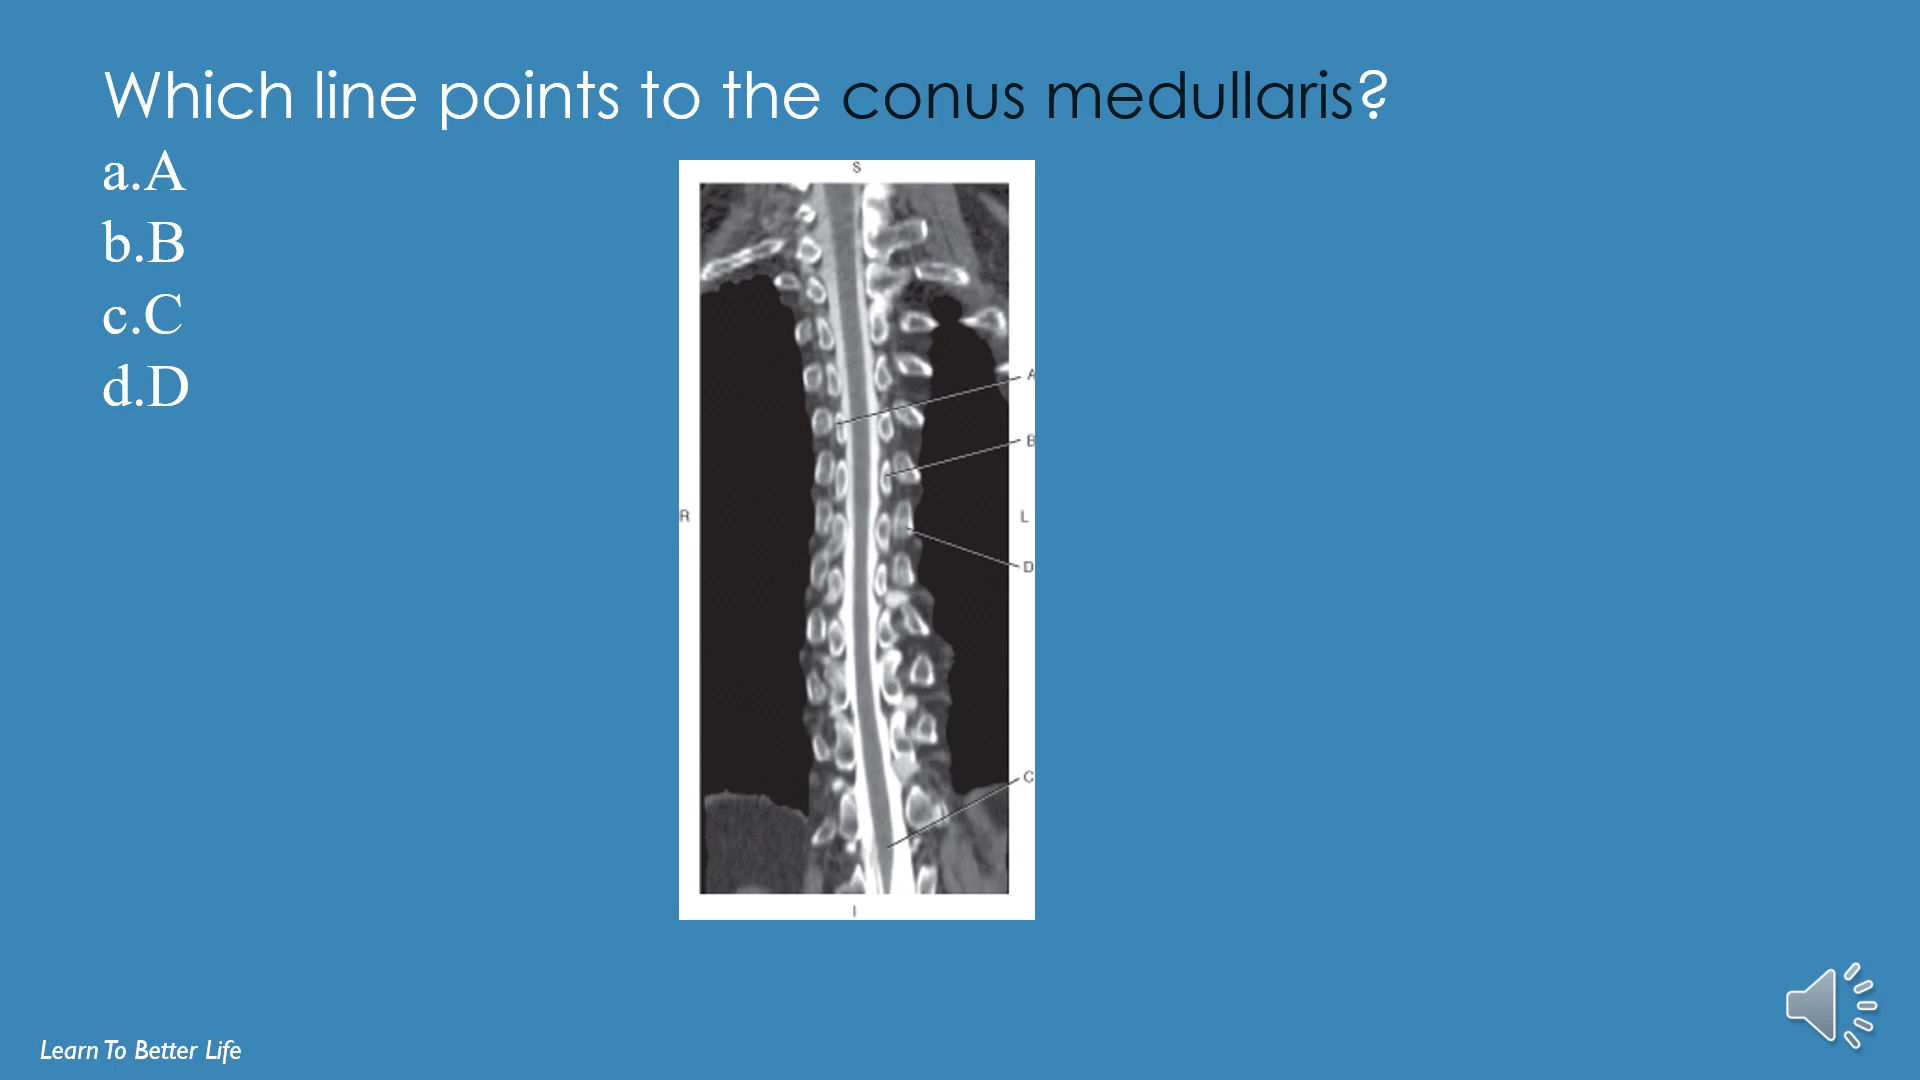 Which line points to the conus medullaris?
a.A
b.B
c.C
d.D
S
A
B
R
L
D
C
I
Learn To Better Life